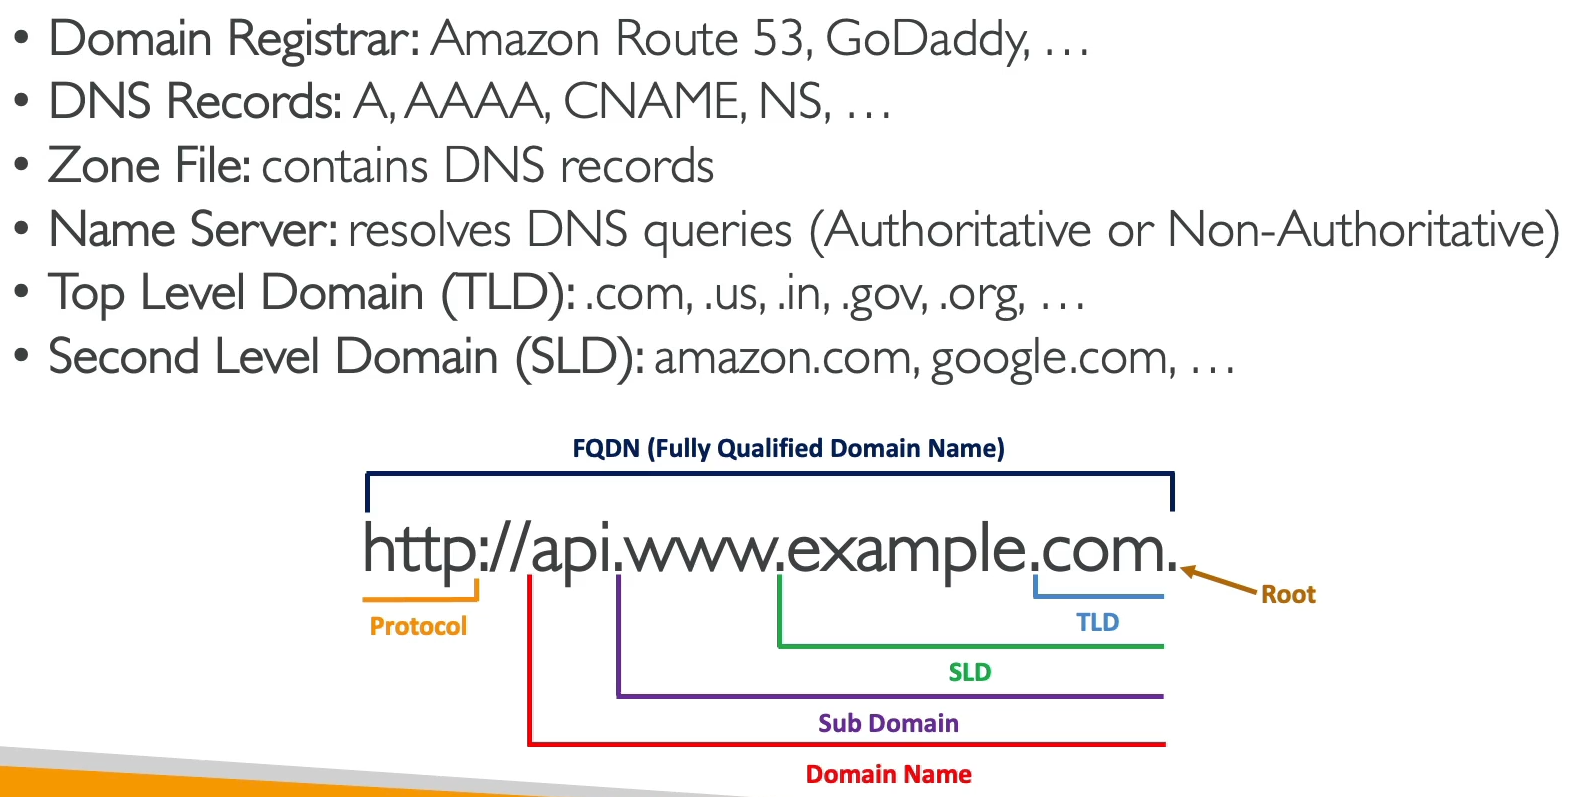 • Domain Registrar: Amazon Route 53, GoDaddy, …
• DNS Records: A, AAAA, CNAME, NS, …
• Zone File: contains DNS records
• Name Server: resolves DNS queries (Authoritative or Non-Authoritative)
• Top Level Domain (TLD): .com, .us, .in, .gov, .org, …
• Second Level Domain (SLD): amazon.com, google.com, …
FQDN (Fully Qualified Domain Name)
http://api.www.example.com.
Root
Protocol
TLD
SLD
Sub Domain
Domain Name